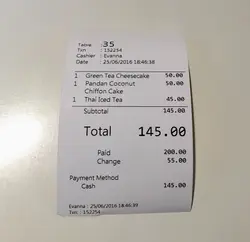 Table : 35
Txn : 152254
Cashier : Evanna
Date : 25/06/2016 18:46:38
1 Green Tea Cheesecake 50.00
1 Pandan Coconut 50.00
Chiffon Cake
1 Thai Iced Tea 45.00
Subtotal 145.00
Total 145.00
Paid 200.00
Change 55.00
Payment Method
Cash 145.00
Evanna : 25/06/2016 18:46:39
Txn : 152254